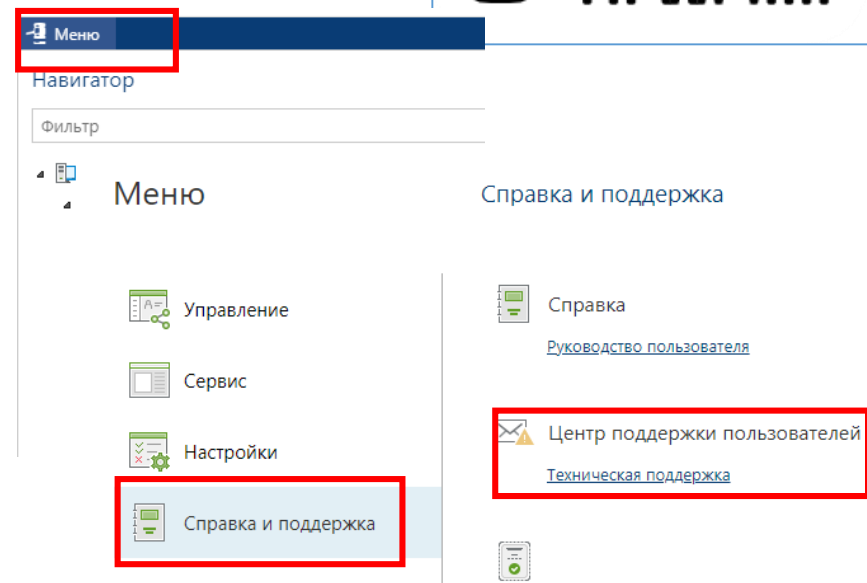 Меню
Навигатор
Фильтр
Меню
Управление
Сервис
Настройки
Справка и поддержка
Справка и поддержка
Справка
Руководство пользователя
Центр поддержки пользователей
Техническая поддержка